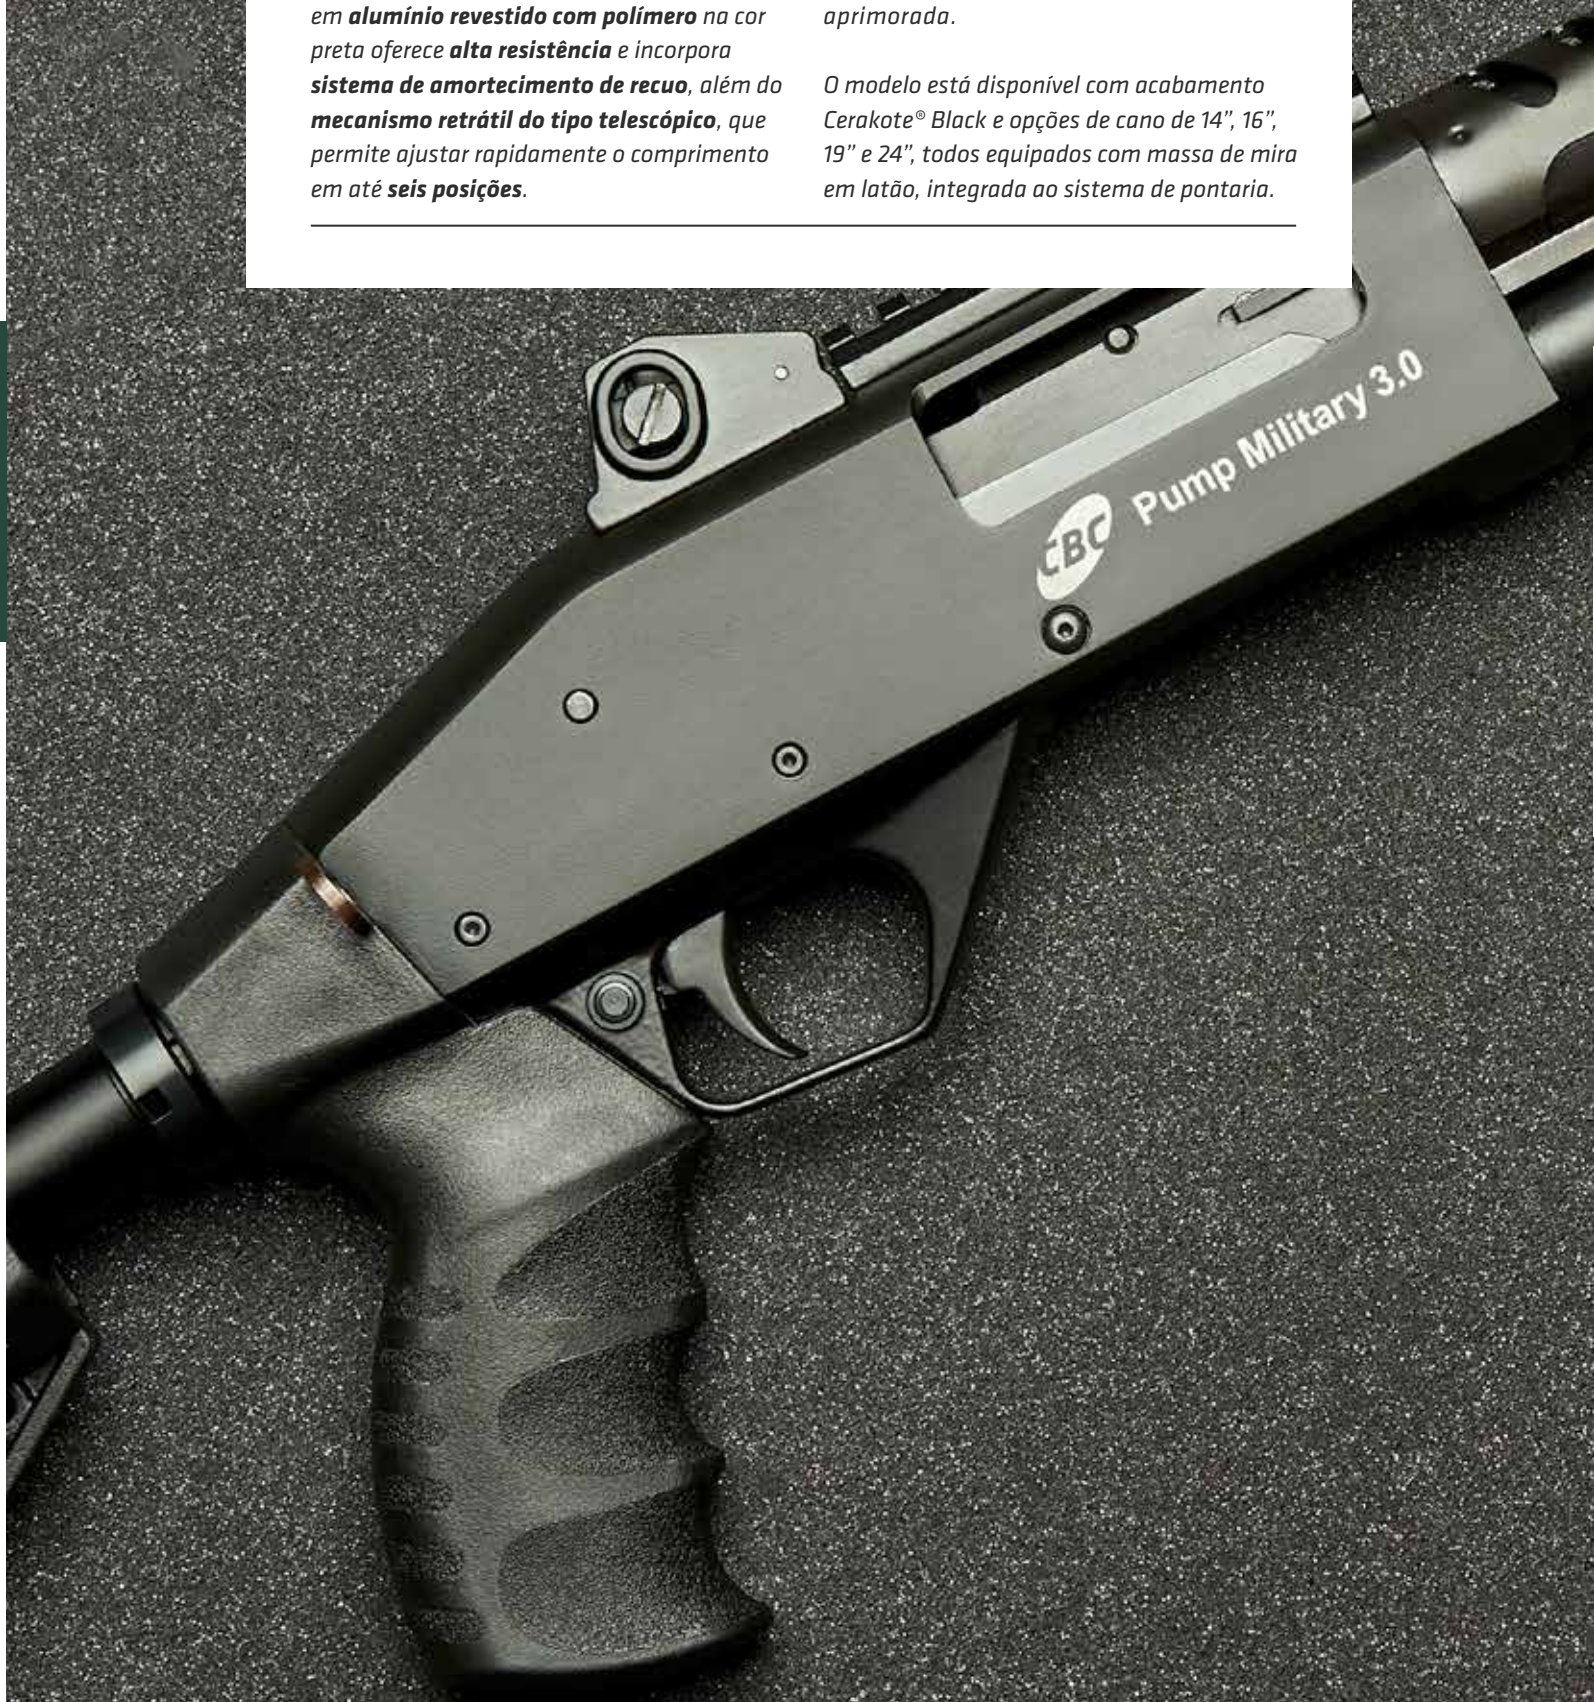 em alumínio revestido com polímero na cor
preta oferece alta resistência e incorpora
sistema de amortecimento de recuo, além do
mecanismo retrátil do tipo telescópico, que
permite ajustar rapidamente o comprimento
em até seis posições.
aprimorada.
O modelo está disponível com acabamento
Cerakote® Black e opções de cano de 14”, 16”,
19” e 24”, todos equipados com massa de mira
em latão, integrada ao sistema de pontaria.
CBC Pump Military 3.0